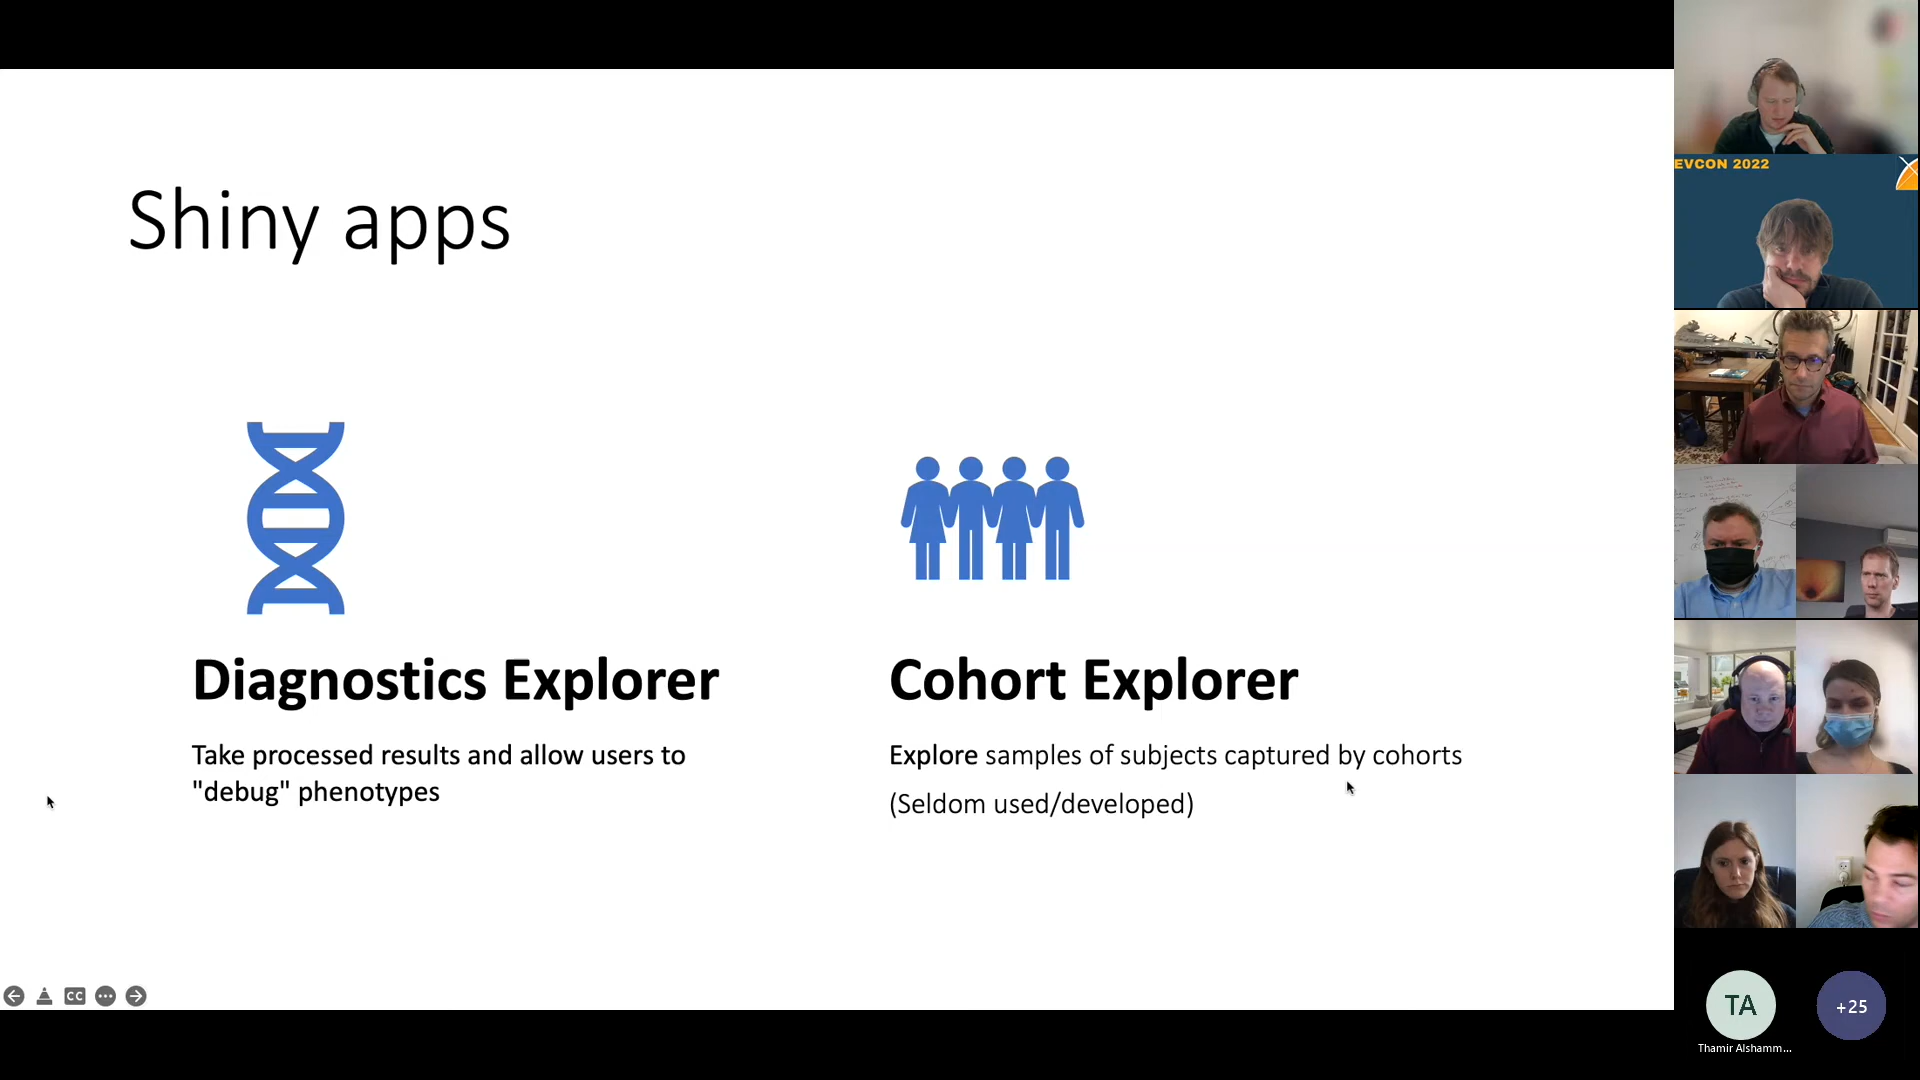 Shiny apps
Diagnostics Explorer
Take processed results and allow users to
"debug" phenotypes
Cohort Explorer
Explore samples of subjects captured by cohorts
(Seldom used/developed)
CC
EVCON 2022
TA
Thamir Alshamm...
+25